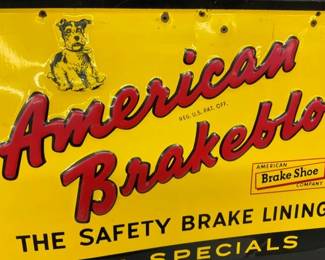 American
REG. U.S. PAT. OFF.
Brakeblo
AMERICAN
Brake Shoe
COMPANY
THE SAFETY BRAKE LINING
SPECIALS